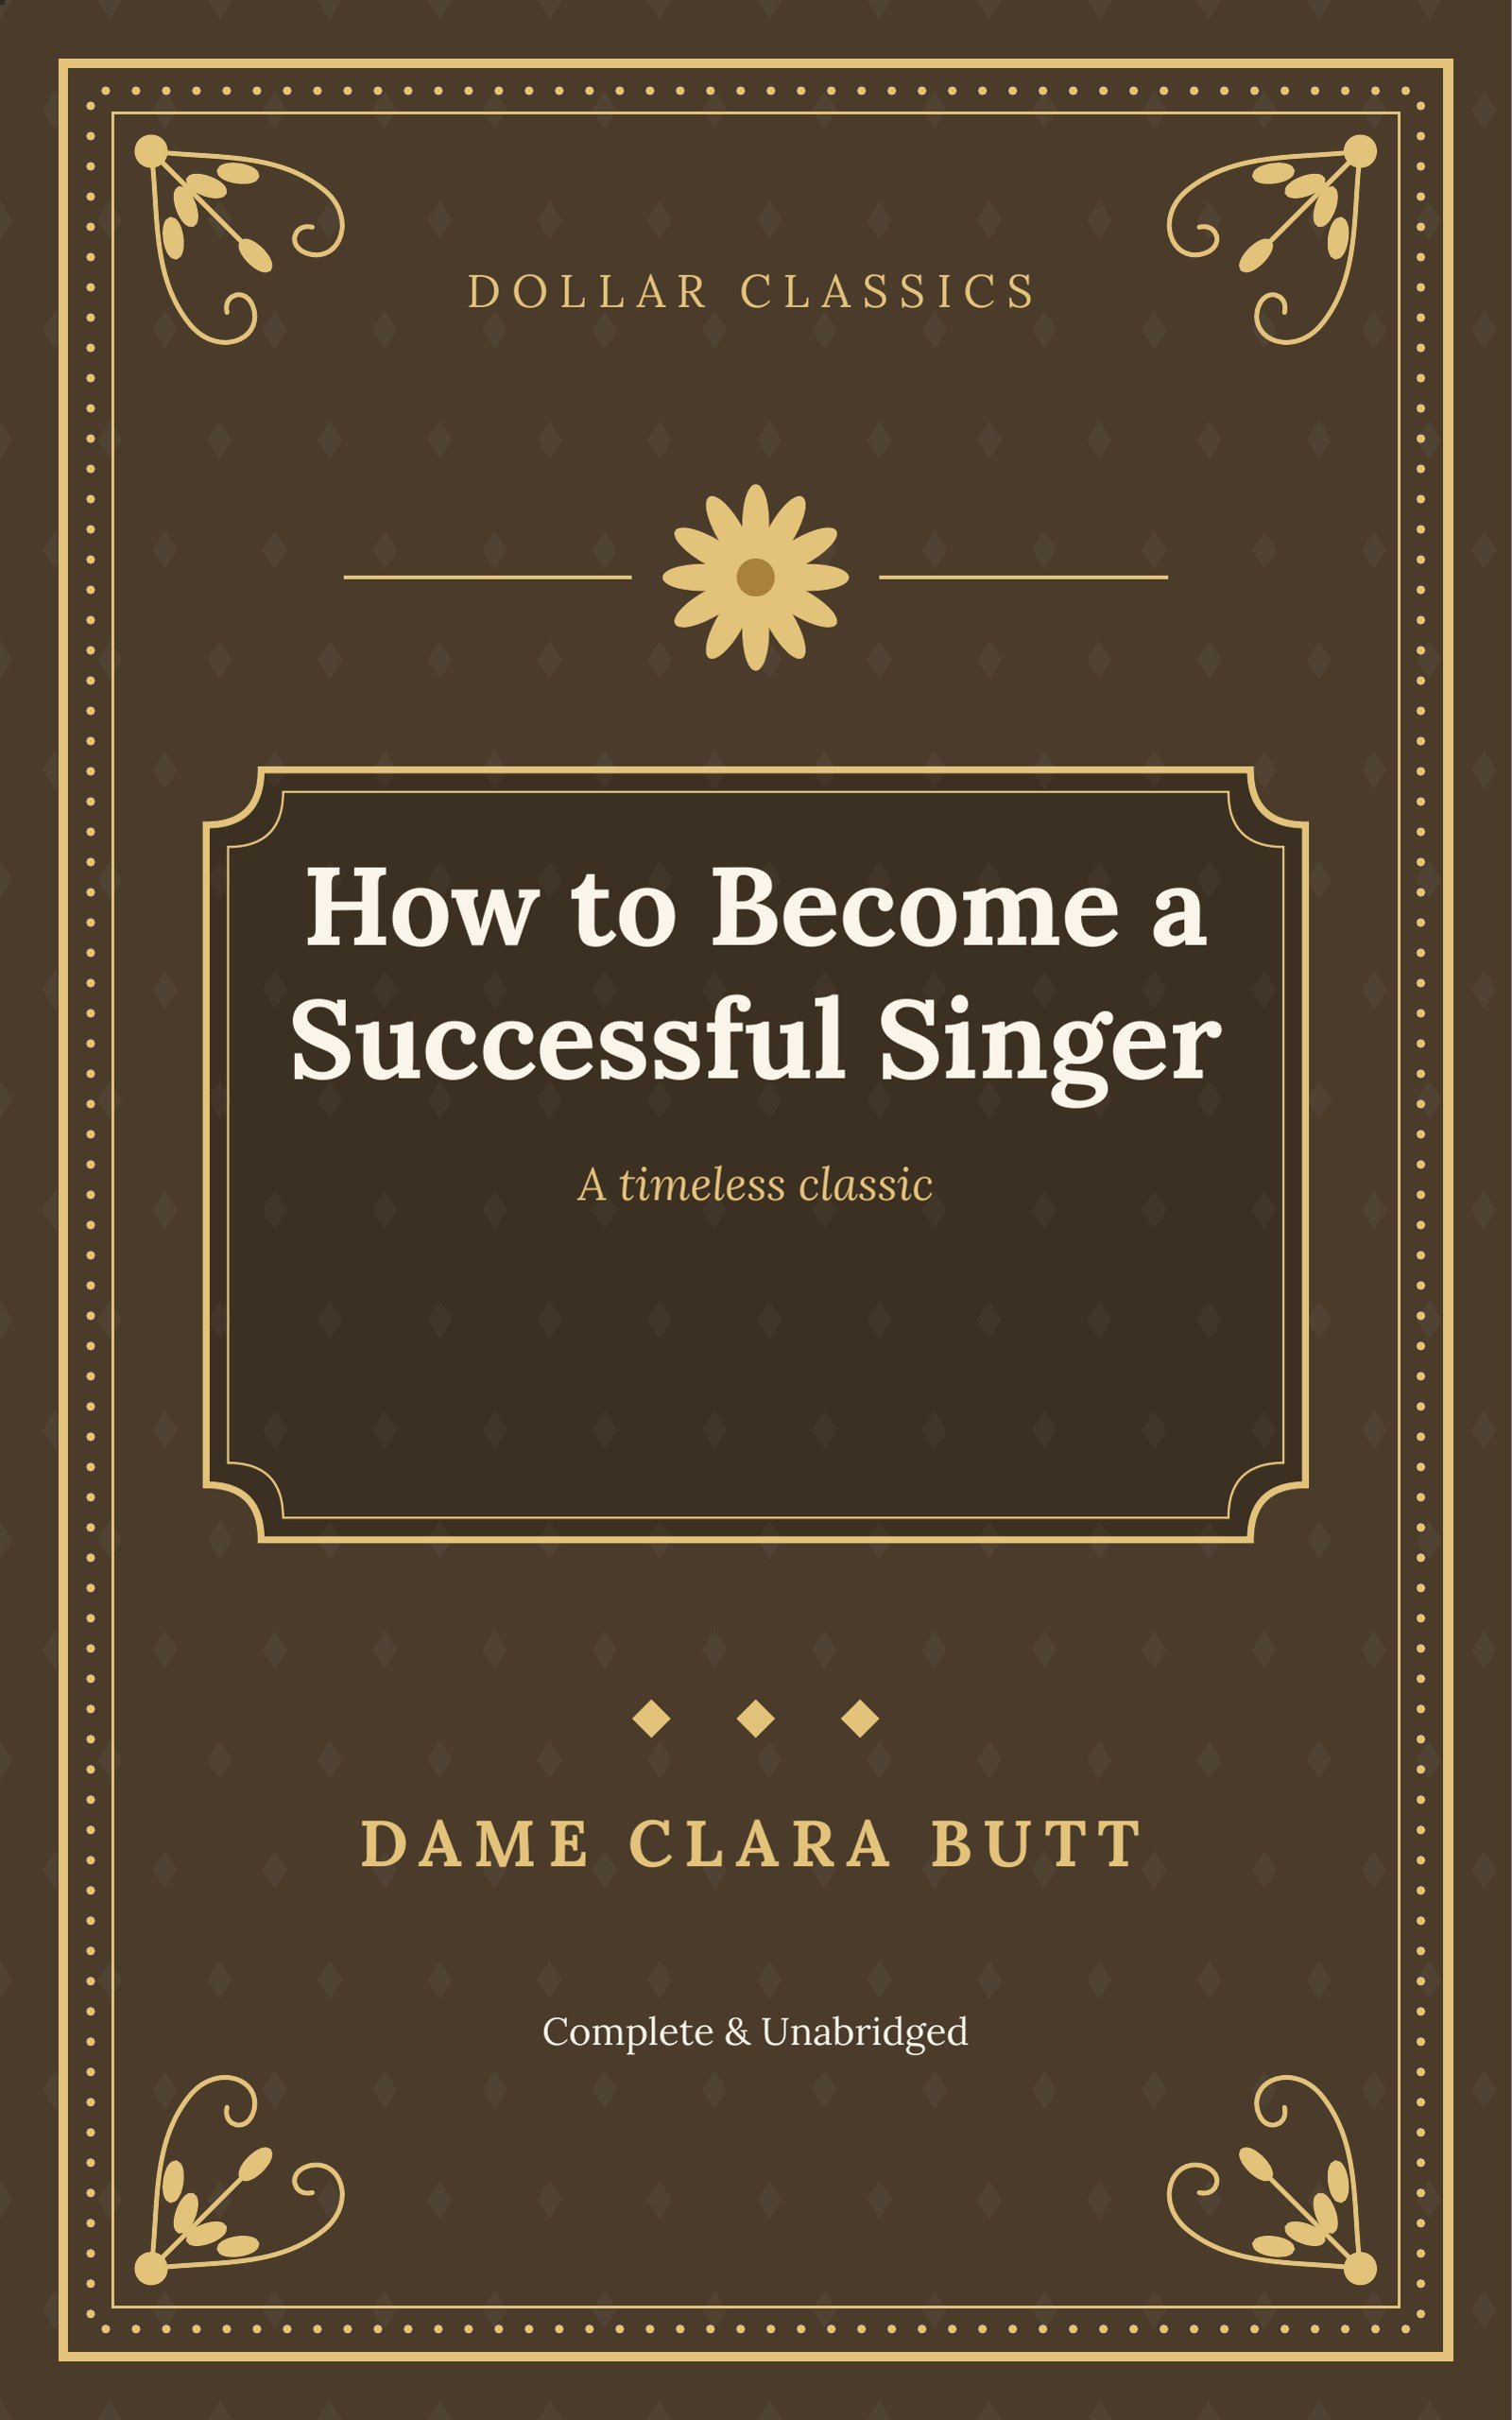 DOLLAR CLASSICS
How to Become a
Successful Singer
A timeless classic
DAME CLARA BUTT
Complete & Unabridged